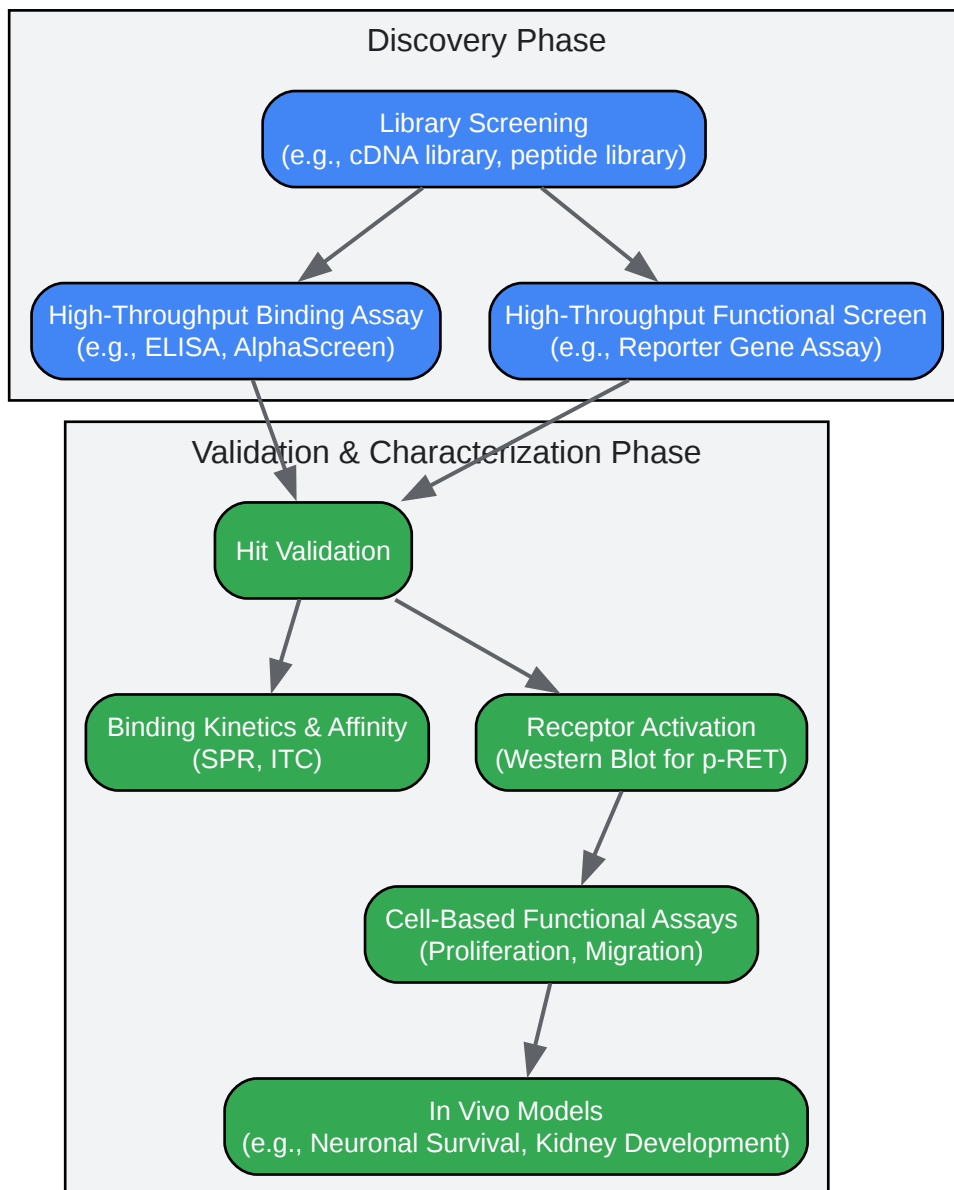 Discovery Phase
Library Screening
(e.g., cDNA library, peptide library)
High-Throughput Binding Assay
(e.g., ELISA, AlphaScreen)
High-Throughput Functional Screen
(e.g., Reporter Gene Assay)
Validation & Characterization Phase
Hit Validation
Binding Kinetics & Affinity
(SPR, ITC)
Receptor Activation
(Western Blot for p-RET)
Cell-Based Functional Assays
(Proliferation, Migration)
In Vivo Models
(e.g., Neuronal Survival, Kidney Development)